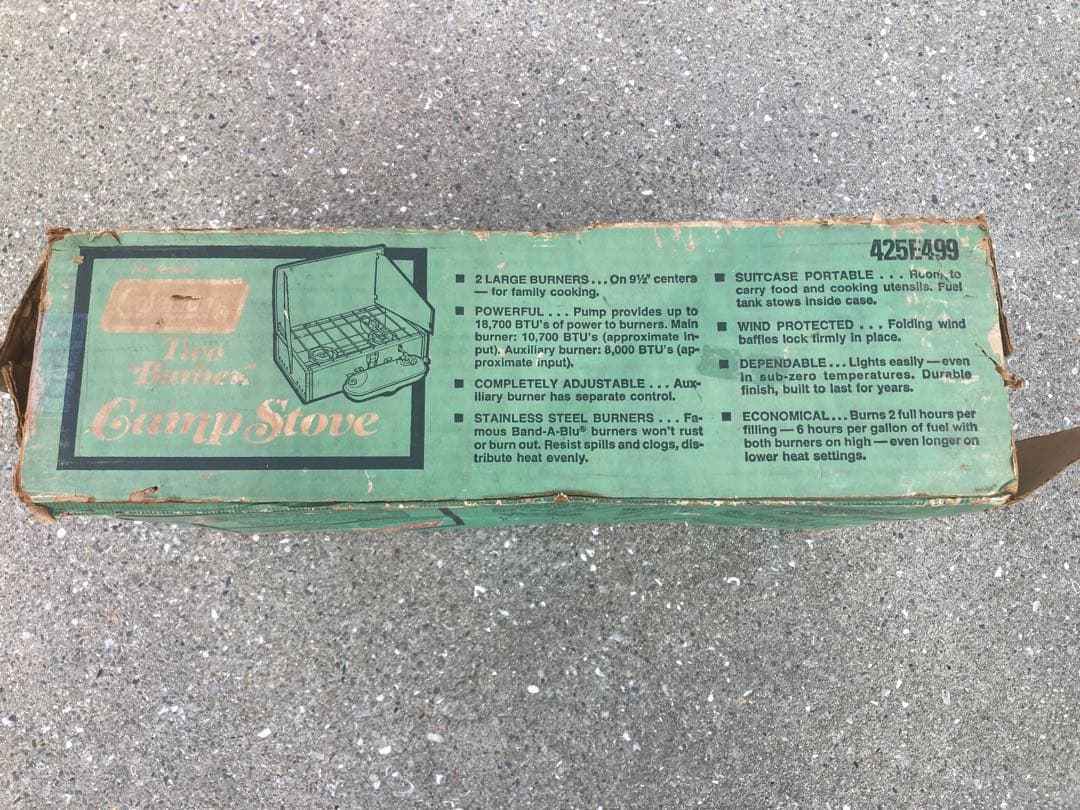 Coleman
Two
Burner
Camp Stove
■ 2 LARGE BURNERS... On 9½" centers
— for family cooking.
■ POWERFUL ... Pump provides up to
18,700 BTU's of power to burners. Main
burner: 10,700 BTU's (approximate in-
put). Auxiliary burner: 8,000 BTU's (ap-
proximate input).
■ COMPLETELY ADJUSTABLE ... Aux-
iliary burner has separate control.
■ STAINLESS STEEL BURNERS ... Fa-
mous Band-A-Blu® burners won't rust
or burn out. Resist spills and clogs, dis-
tribute heat evenly.
425E499
■ SUITCASE PORTABLE ... Room to
carry food and cooking utensils. Fuel
tank stows inside case.
■ WIND PROTECTED ... Folding wind
baffles lock firmly in place.
■ DEPENDABLE... Lights easily — even
in sub-zero temperatures. Durable
finish, built to last for years.
■ ECONOMICAL... Burns 2 full hours per
filling — 6 hours per gallon of fuel with
both burners on high — even longer on
lower heat settings.